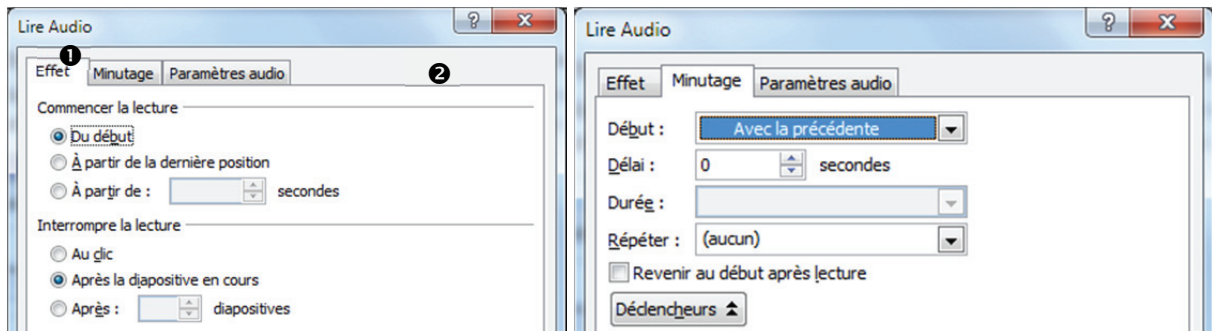 Lire Audio
❶
Effet Minutage Paramètres audio
❷
Commencer la lecture
Du début
À partir de la dernière position
À partir de : secondes
Interrompre la lecture
Au clic
Après la diapositive en cours
Après : diapositives
Lire Audio
Effet Minutage Paramètres audio
Début : Avec la précédente
Délai : 0 secondes
Durée :
Répéter : (aucun)
Revenir au début après lecture
Déclencheurs